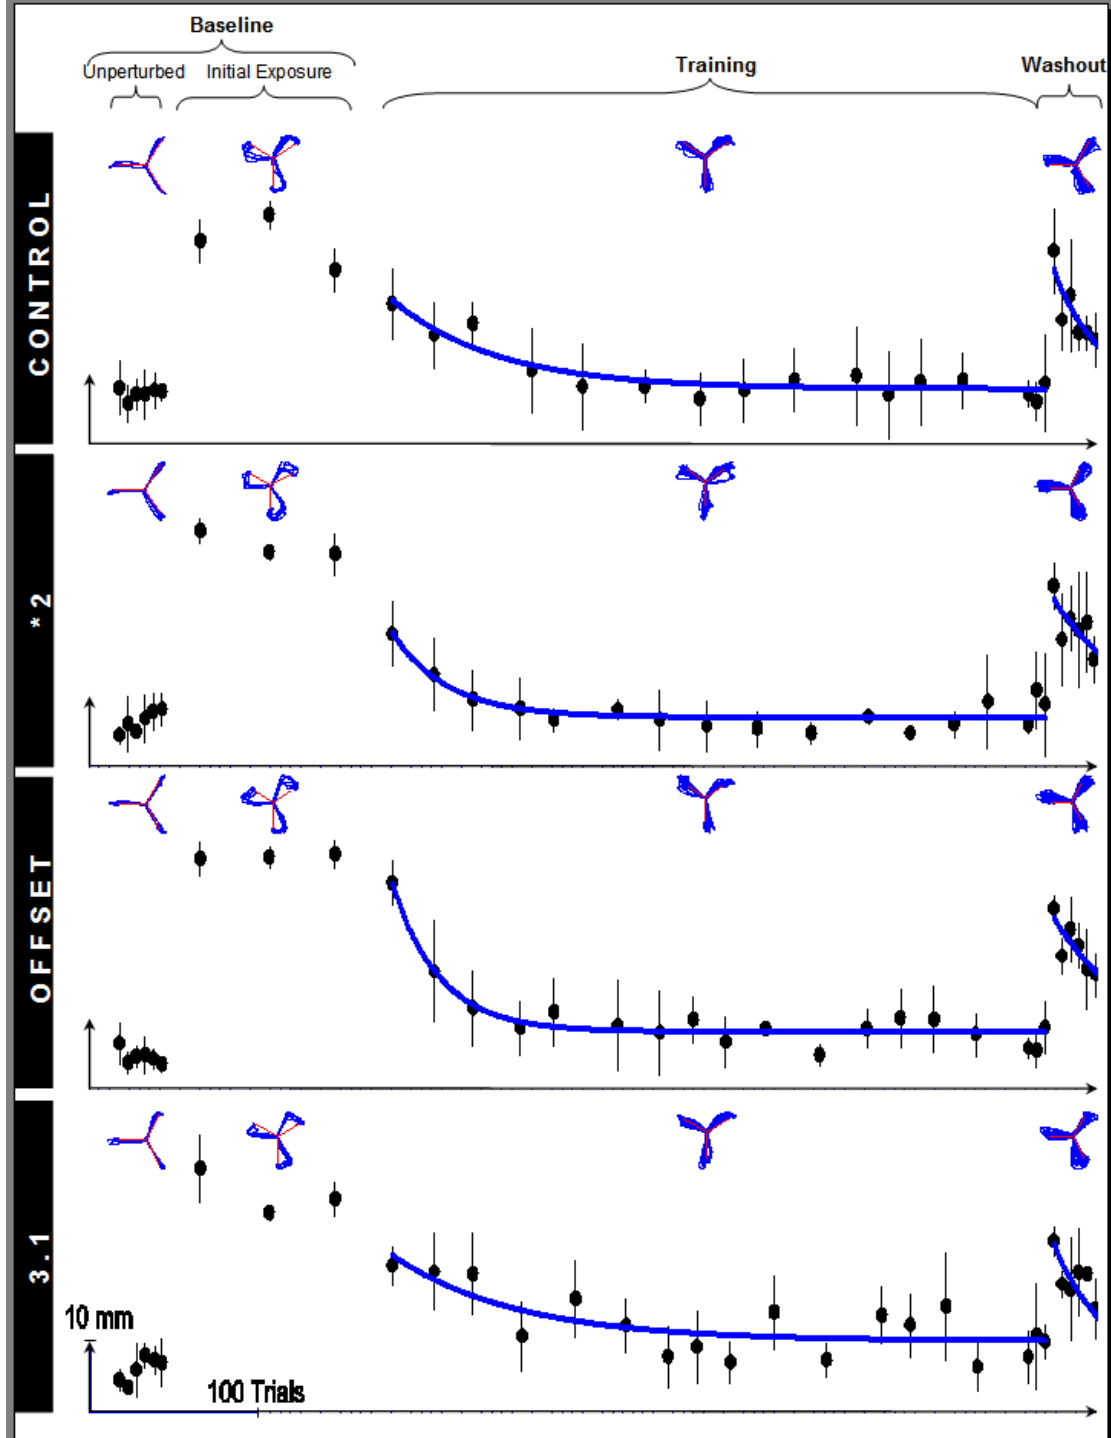 Baseline
Unperturbed
Initial Exposure
Training
Washout
CONTROL
*2
OFFSET
3.1
10 mm
100 Trials